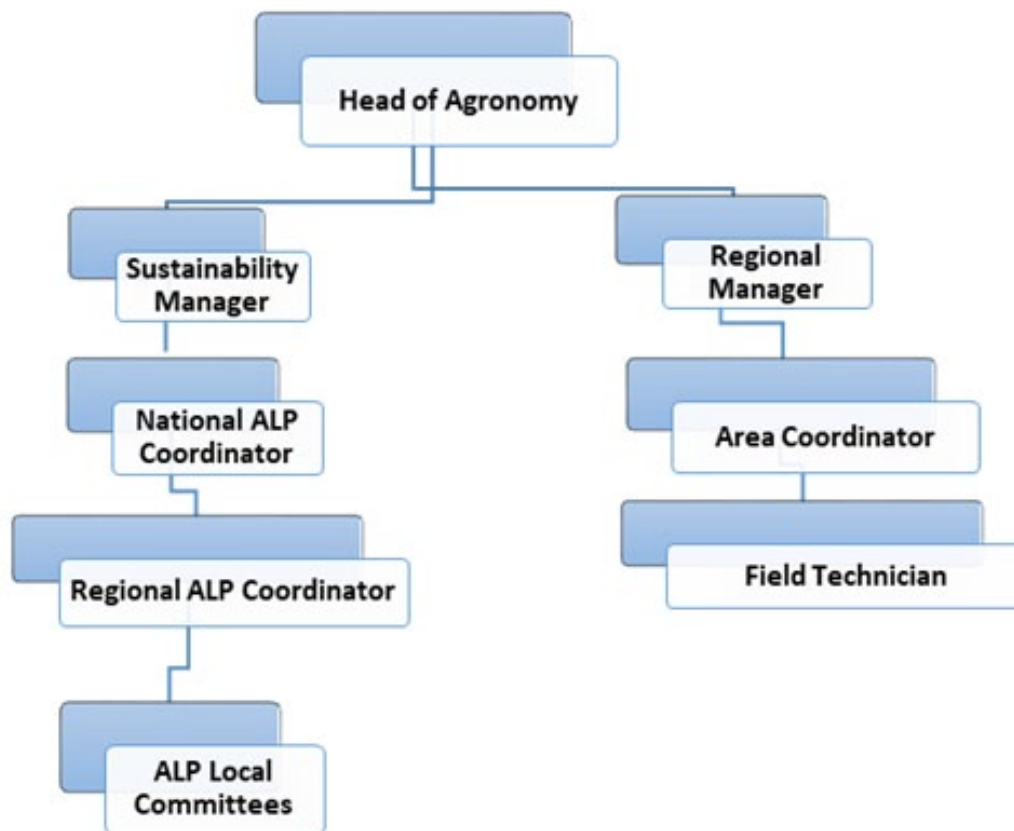 Head of Agronomy
Sustainability
Manager
Regional
Manager
National ALP
Coordinator
Area Coordinator
Regional ALP Coordinator
Field Technician
ALP Local
Committees